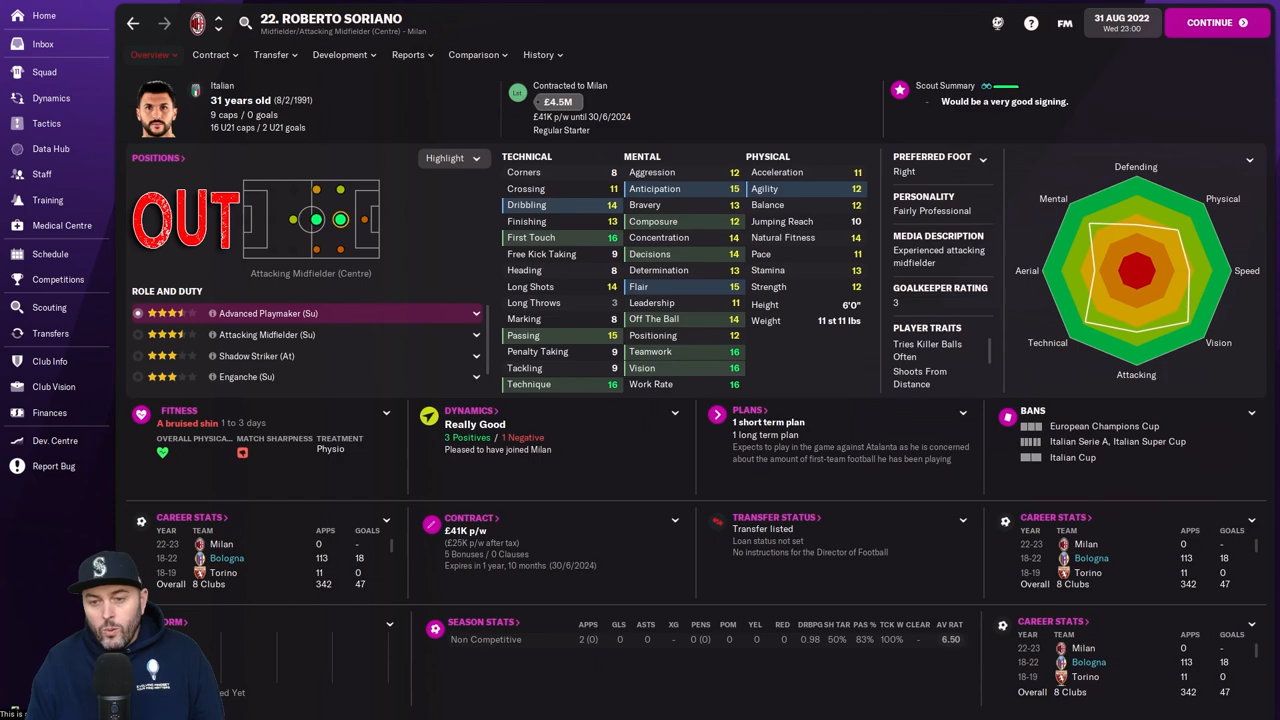 Home
Inbox
Squad
Dynamics
Tactics
Data Hub
Staff
Training
Medical Centre
Schedule
Competitions
Scouting
Transfers
Club Info
Club Vision
Finances
Dev. Centre
Report Bug
22. ROBERTO SORIANO
Midfielder/Attacking Midfielder (Centre) - Milan
FM
31 AUG 2022
Wed 23:00
CONTINUE
Overview Contract Transfer Development Reports Comparison History
Italian
31 years old (8/2/1991)
9 caps / 0 goals
16 U21 caps / 2 U21 goals
Lst
Contracted to Milan
£4.5M
£41K p/w until 30/6/2024
Regular Starter
Scout Summary
- Would be a very good signing.
POSITIONS
Highlight
OUT
Attacking Midfielder (Centre)
ROLE AND DUTY
Advanced Playmaker (Su)
Attacking Midfielder (Su)
Shadow Striker (At)
Enganche (Su)
TECHNICAL
Corners 8
Crossing 11
Dribbling 14
Finishing 13
First Touch 16
Free Kick Taking 9
Heading 8
Long Shots 14
Long Throws 3
Marking 8
Passing 15
Penalty Taking 9
Tackling 9
Technique 16
MENTAL
Aggression 12
Anticipation 15
Bravery 13
Composure 12
Concentration 14
Decisions 14
Determination 13
Flair 15
Leadership 11
Off The Ball 14
Positioning 12
Teamwork 16
Vision 16
Work Rate 16
PHYSICAL
Acceleration 11
Agility 12
Balance 12
Jumping Reach 10
Natural Fitness 14
Pace 11
Stamina 13
Strength 12
Height 6'0"
Weight 11 st 11 lbs
PREFERRED FOOT
Right
PERSONALITY
Fairly Professional
MEDIA DESCRIPTION
Experienced attacking
midfielder
GOALKEEPER RATING
3
PLAYER TRAITS
Tries Killer Balls
Often
Shoots From
Distance
Defending
Mental
Physical
Aerial
Speed
Technical
Vision
Attacking
FITNESS
A bruised shin 1 to 3 days
OVERALL PHYSICA... MATCH SHARPNESS TREATMENT
Physio
DYNAMICS
Really Good
3 Positives / 1 Negative
Pleased to have joined Milan
PLANS
1 short term plan
1 long term plan
Expects to play in the game against Atalanta as he is concerned
about the amount of first-team football he has been playing
BANS
European Champions Cup
Italian Serie A, Italian Super Cup
Italian Cup
CAREER STATS
YEAR TEAM APPS GOALS
22-23 Milan 0 -
18-22 Bologna 113 18
18-19 Torino 11 0
Overall 8 Clubs 342 47
CONTRACT
£41K p/w
(£25K p/w after tax)
5 Bonuses / 0 Clauses
Expires in 1 year, 10 months (30/6/2024)
TRANSFER STATUS
Transfer listed
Loan status not set
No instructions for the Director of Football
CAREER STATS
YEAR TEAM APPS GOALS
22-23 Milan 0 -
18-22 Bologna 113 18
18-19 Torino 11 0
Overall 8 Clubs 342 47
SEASON STATS
APPS GLS ASTS XG PENS POM YEL RED DRBPG SH TAR PAS % TCK W CLEAR AV RAT
Non Competitive 2 (0) 0 0 - 0 (0) 0 0 0 0.98 50% 83% 100% - 6.50
CAREER STATS
YEAR TEAM APPS GOALS
22-23 Milan 0 -
18-22 Bologna 113 18
18-19 Torino 11 0
Overall 8 Clubs 342 47
S
This is